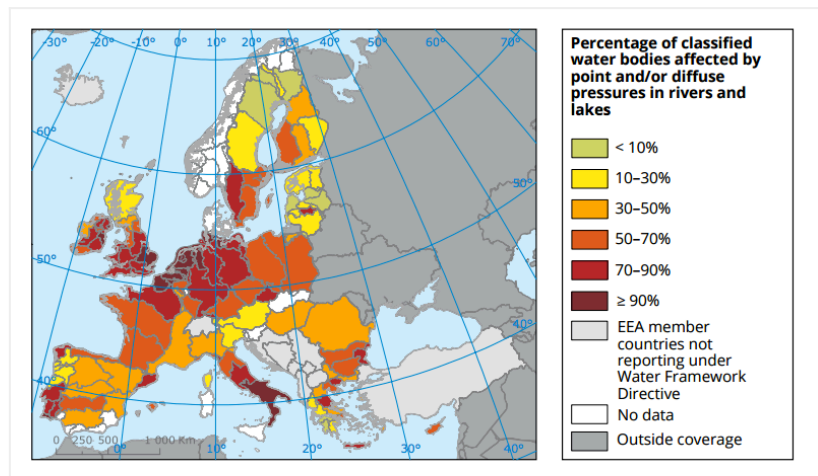 -30° -20° -10° 0° 10° 20° 30° 40° 50° 60° 70°
60°
50°
50°
40°
40°
0 250 500 1 000 Km
0° 10° 20° 30°
Percentage of classified
water bodies affected by
point and/or diffuse
pressures in rivers and
lakes
< 10%
10–30%
30–50%
50–70%
70–90%
≥ 90%
EEA member
countries not
reporting under
Water Framework
Directive
No data
Outside coverage